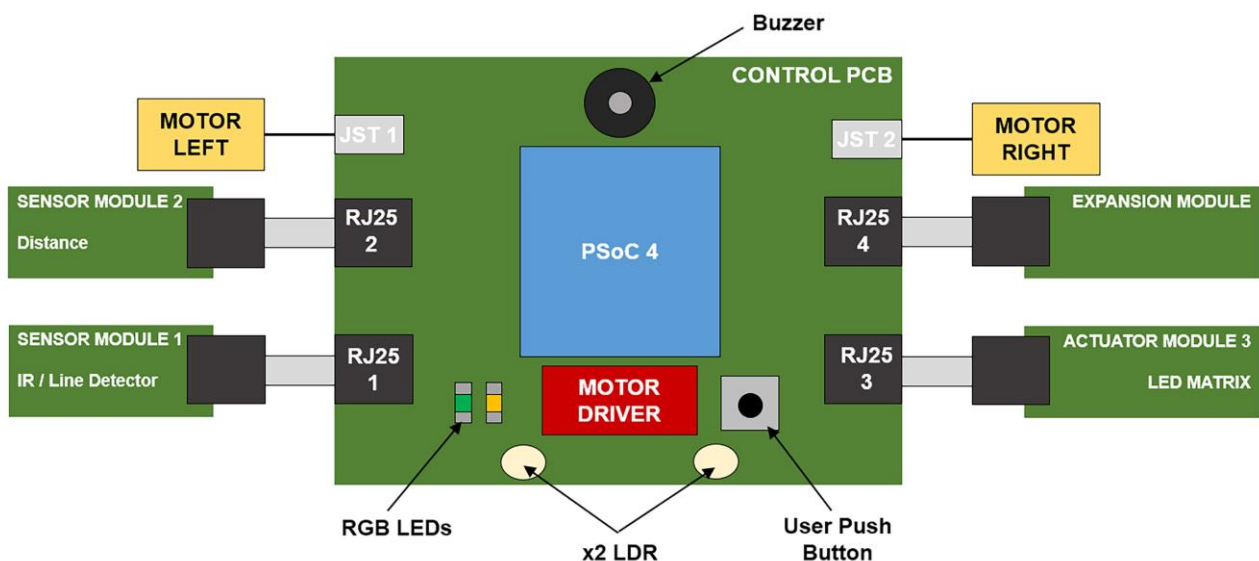 Buzzer
CONTROL PCB
MOTOR
LEFT
JST 1
JST 2
MOTOR
RIGHT
SENSOR MODULE 2
Distance
RJ25
2
PSoC 4
RJ25
4
EXPANSION MODULE
SENSOR MODULE 1
IR / Line Detector
RJ25
1
MOTOR
DRIVER
RJ25
3
ACTUATOR MODULE 3
LED MATRIX
RGB LEDs
x2 LDR
User Push
Button